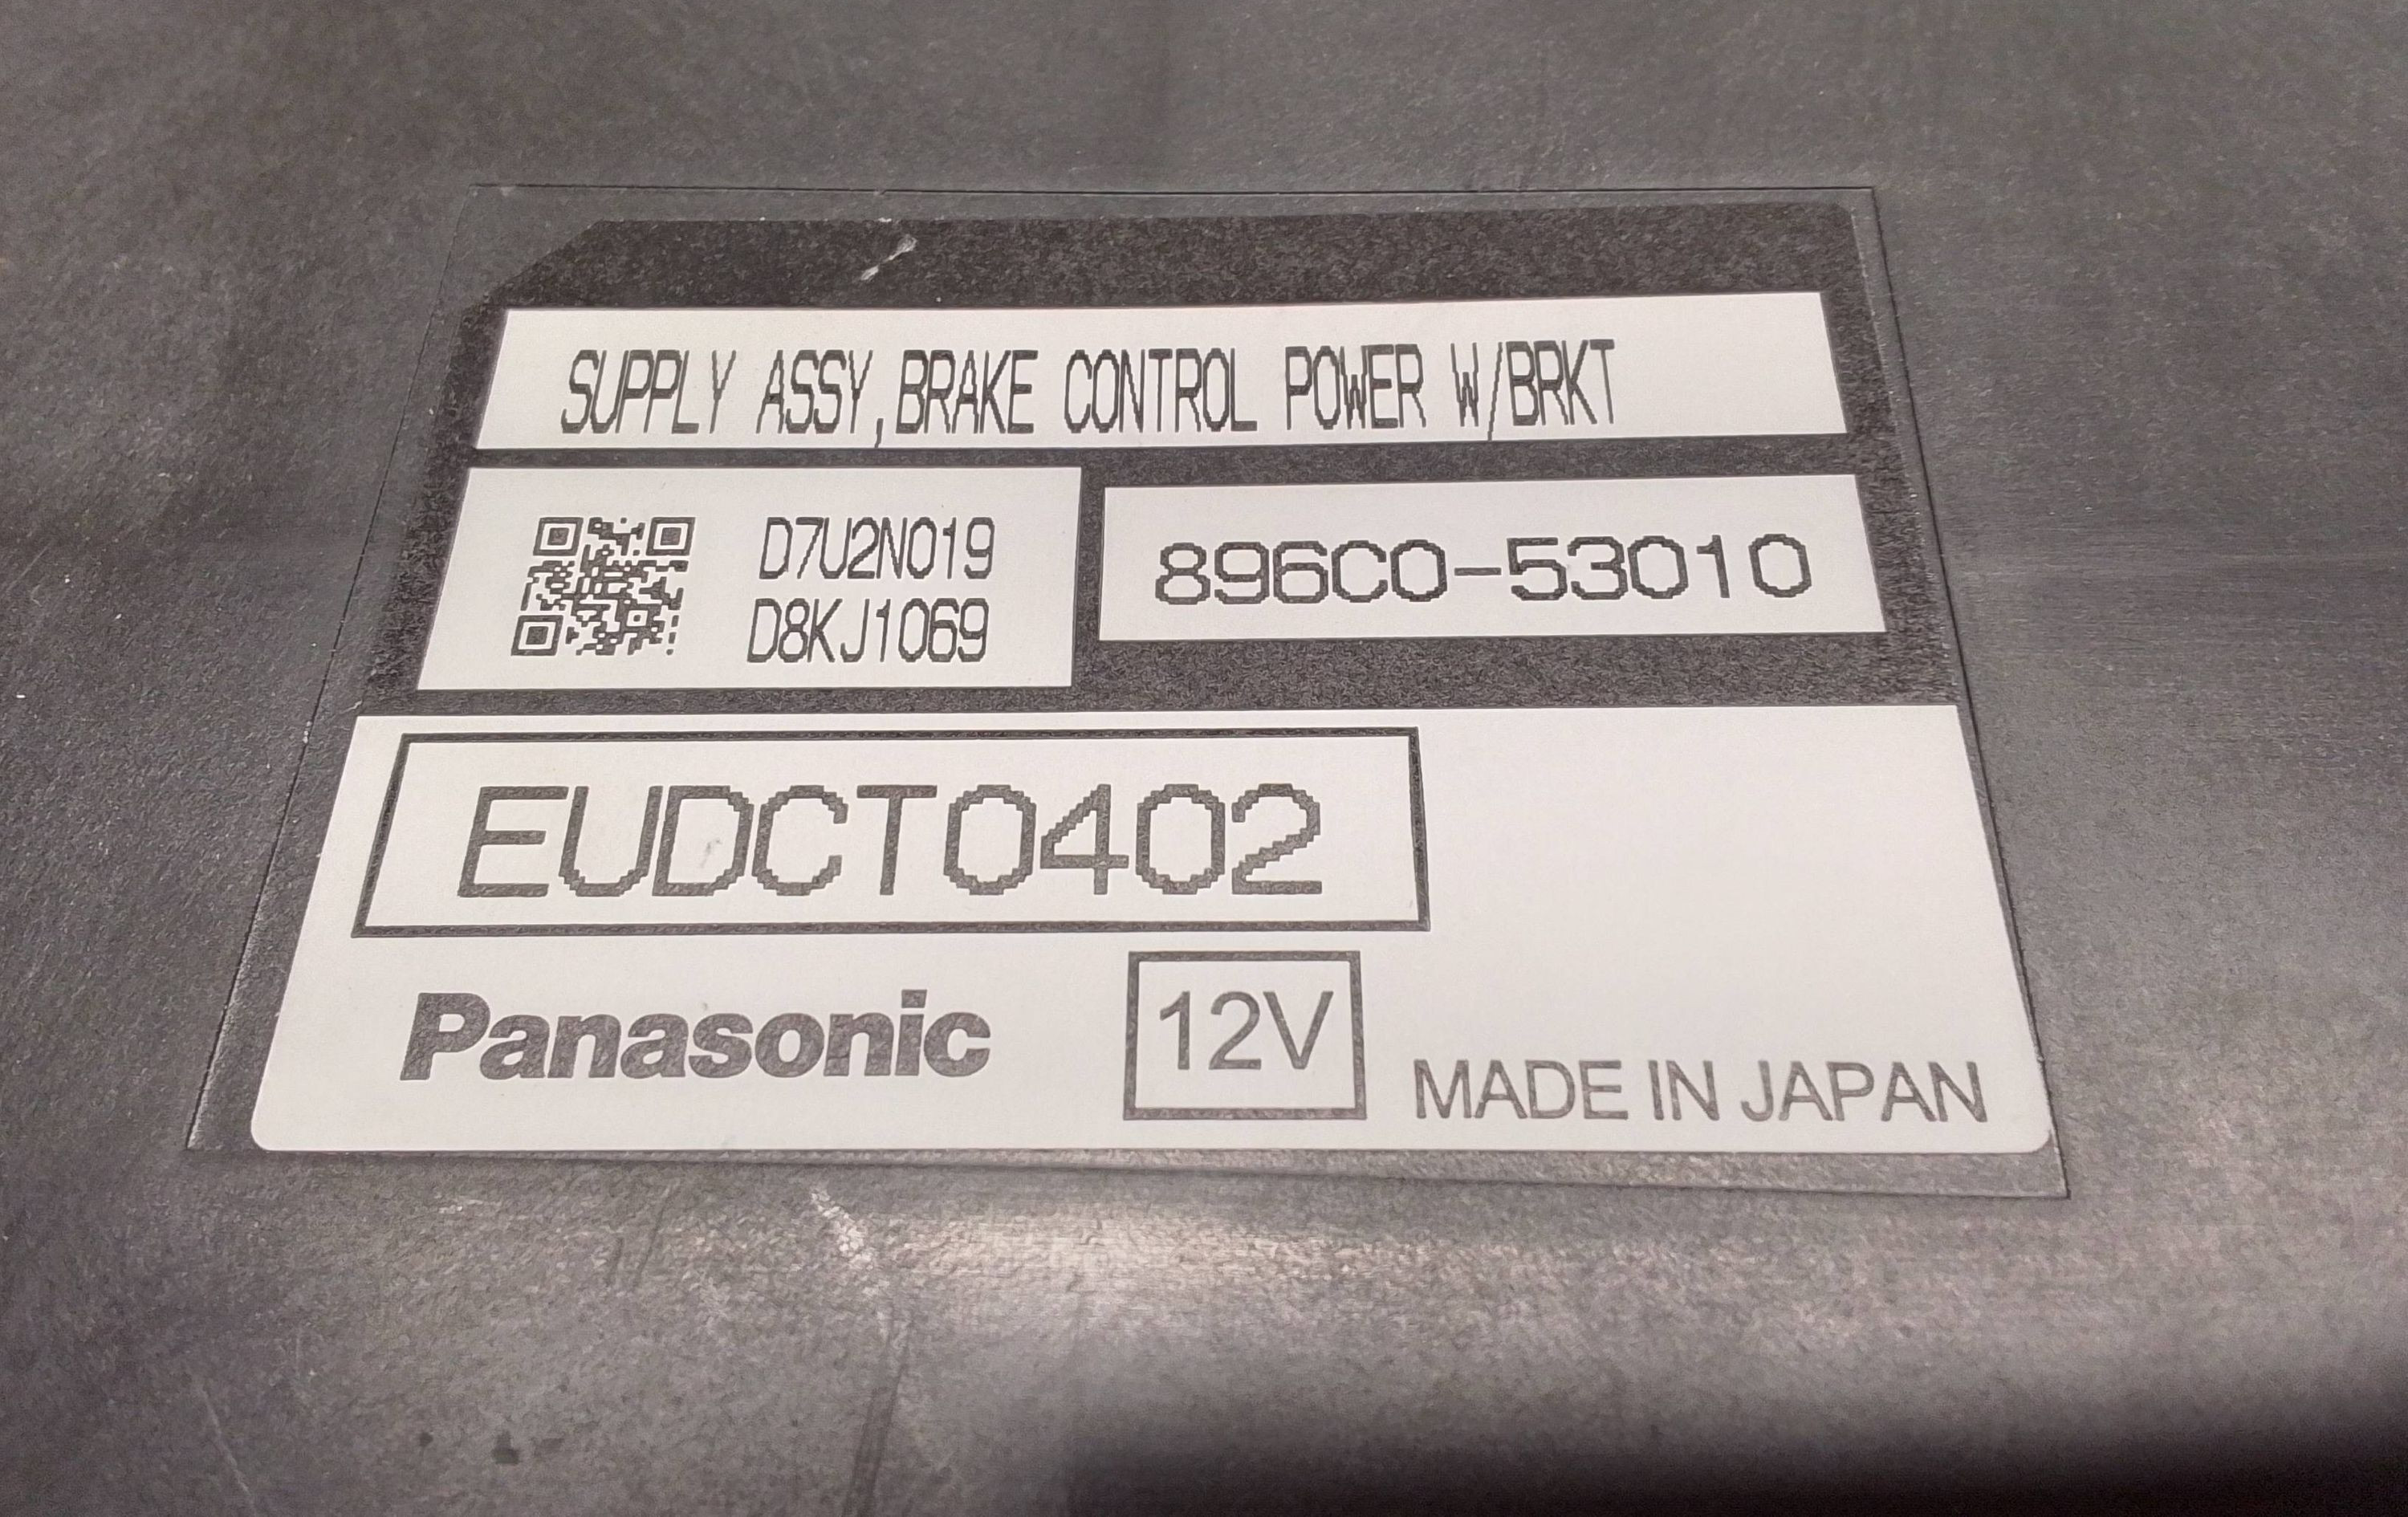 SUPPLY ASSY,BRAKE CONTROL POWER W/BRKT
D7U2N019
D8KJ1069
896C0-53010
EUDCT0402
Panasonic
12V
MADE IN JAPAN